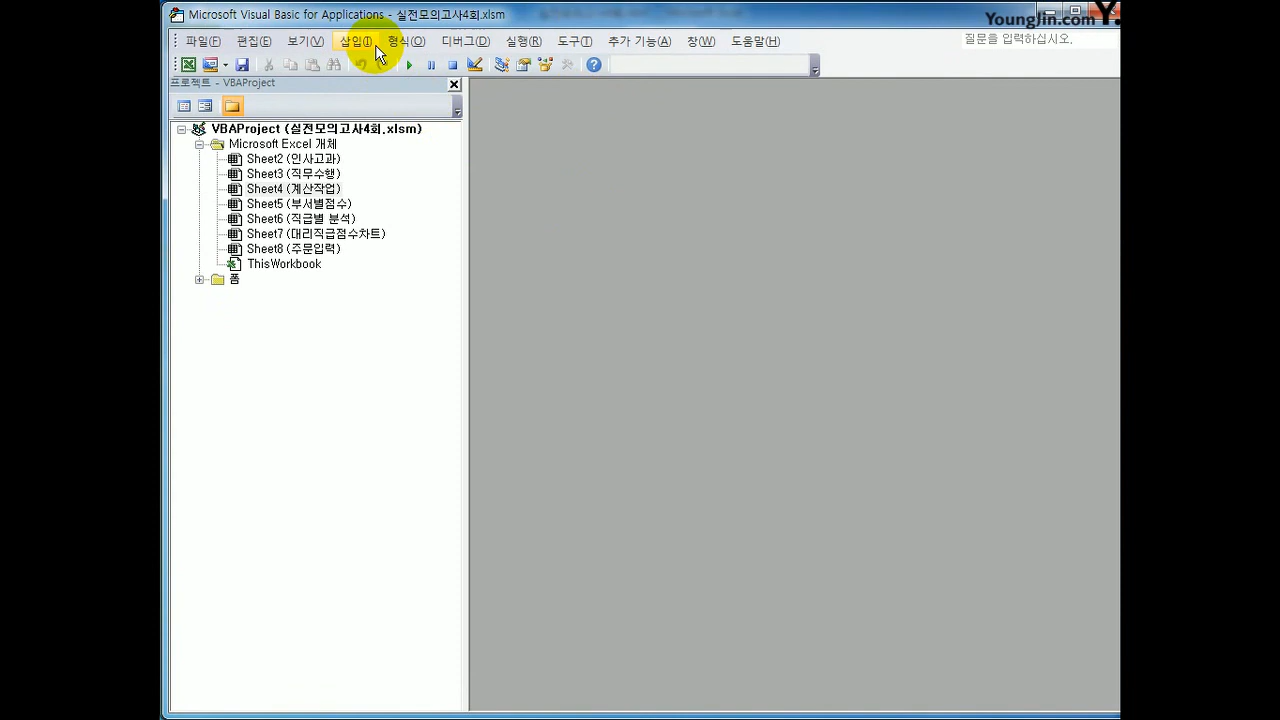 Microsoft Visual Basic for Applications - 실전모의고사4회.xlsm
YoungJin.com Y.
파일(F) 편집(E) 보기(V) 삽입(I) 형식(O) 디버그(D) 실행(R) 도구(T) 추가 기능(A) 창(W) 도움말(H) 질문을 입력하십시오.
프로젝트 - VBAProject
VBAProject (실전모의고사4회.xlsm)
Microsoft Excel 개체
Sheet2 (인사고과)
Sheet3 (직무수행)
Sheet4 (계산작업)
Sheet5 (부서별점수)
Sheet6 (직급별 분석)
Sheet7 (대리직급점수차트)
Sheet8 (주문입력)
ThisWorkbook
폼